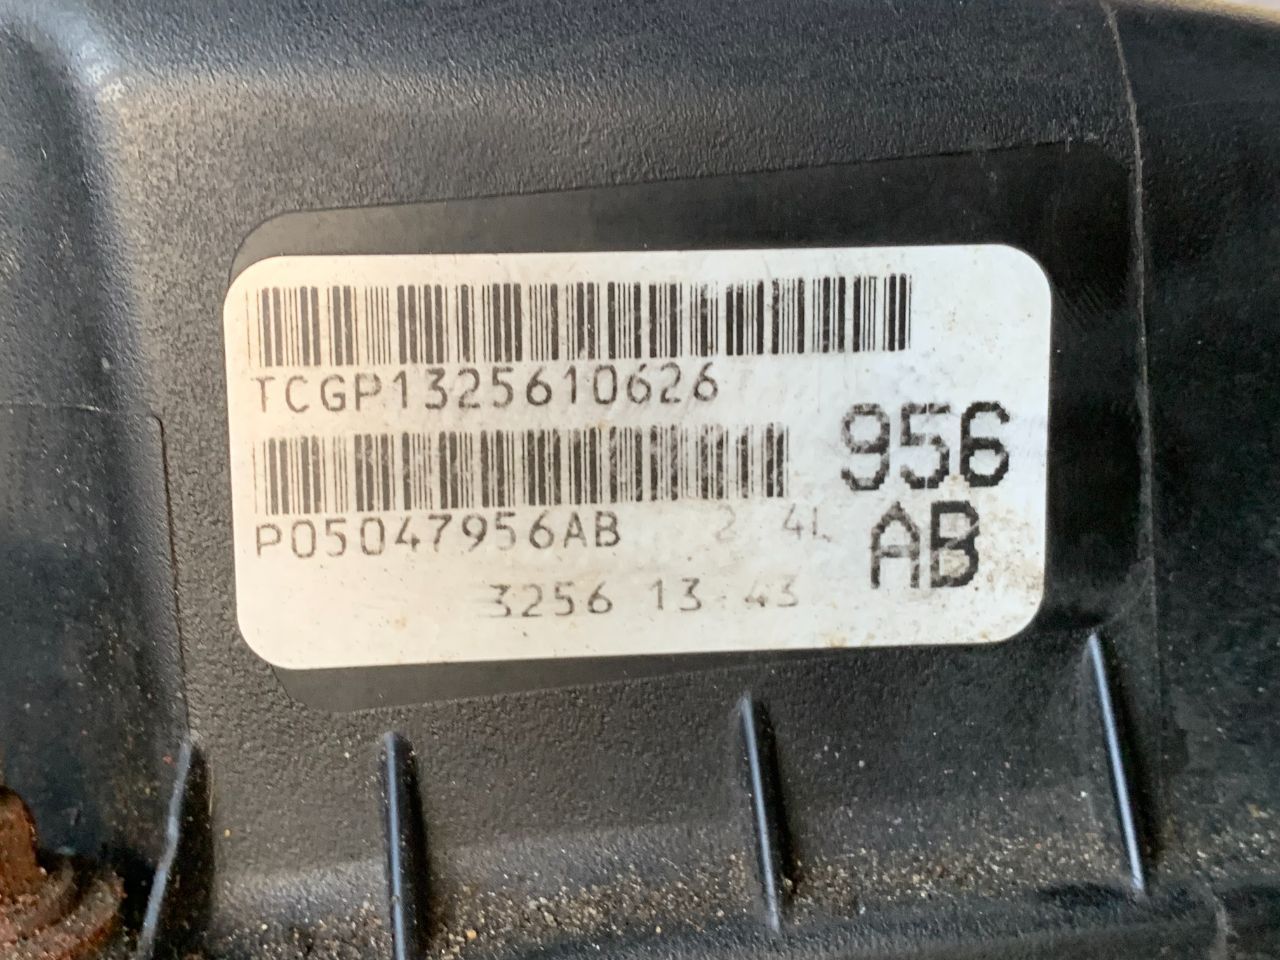 TCGP1325610626
P05047956AB 2.4L
956
AB
3256 13 43